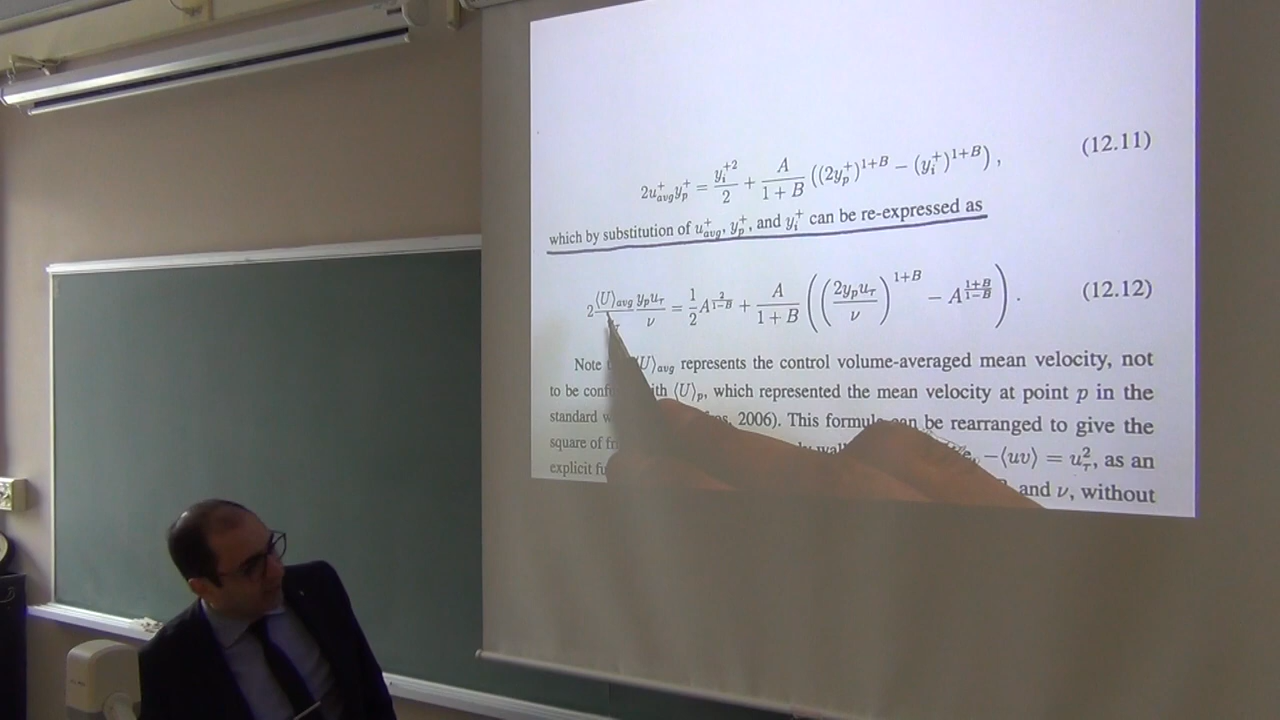 2u⁺_avg y⁺_p = y_i⁺²/2 + A/(1 + B) ((2y⁺_p)^{1+B} − (y⁺_i)^{1+B}) , (12.11)
which by substitution of u⁺_avg, y⁺_p, and y⁺_i can be re-expressed as
2 ⟨U⟩_avg y_p u_τ/ν = 1/2 A^{2/(1−B)} + A/(1 + B) ((2y_p u_τ/ν)^{1+B} − A^{(1+B)/(1−B)}) . (12.12)
Note ⟨U⟩_avg represents the control volume-averaged mean velocity, not
to be ⟨U⟩_p, which represented the mean velocity at point p in the
standard 2006). This formula can be rearranged to give the
square of −⟨uv⟩ = u²_τ, as an
explicit and ν, without